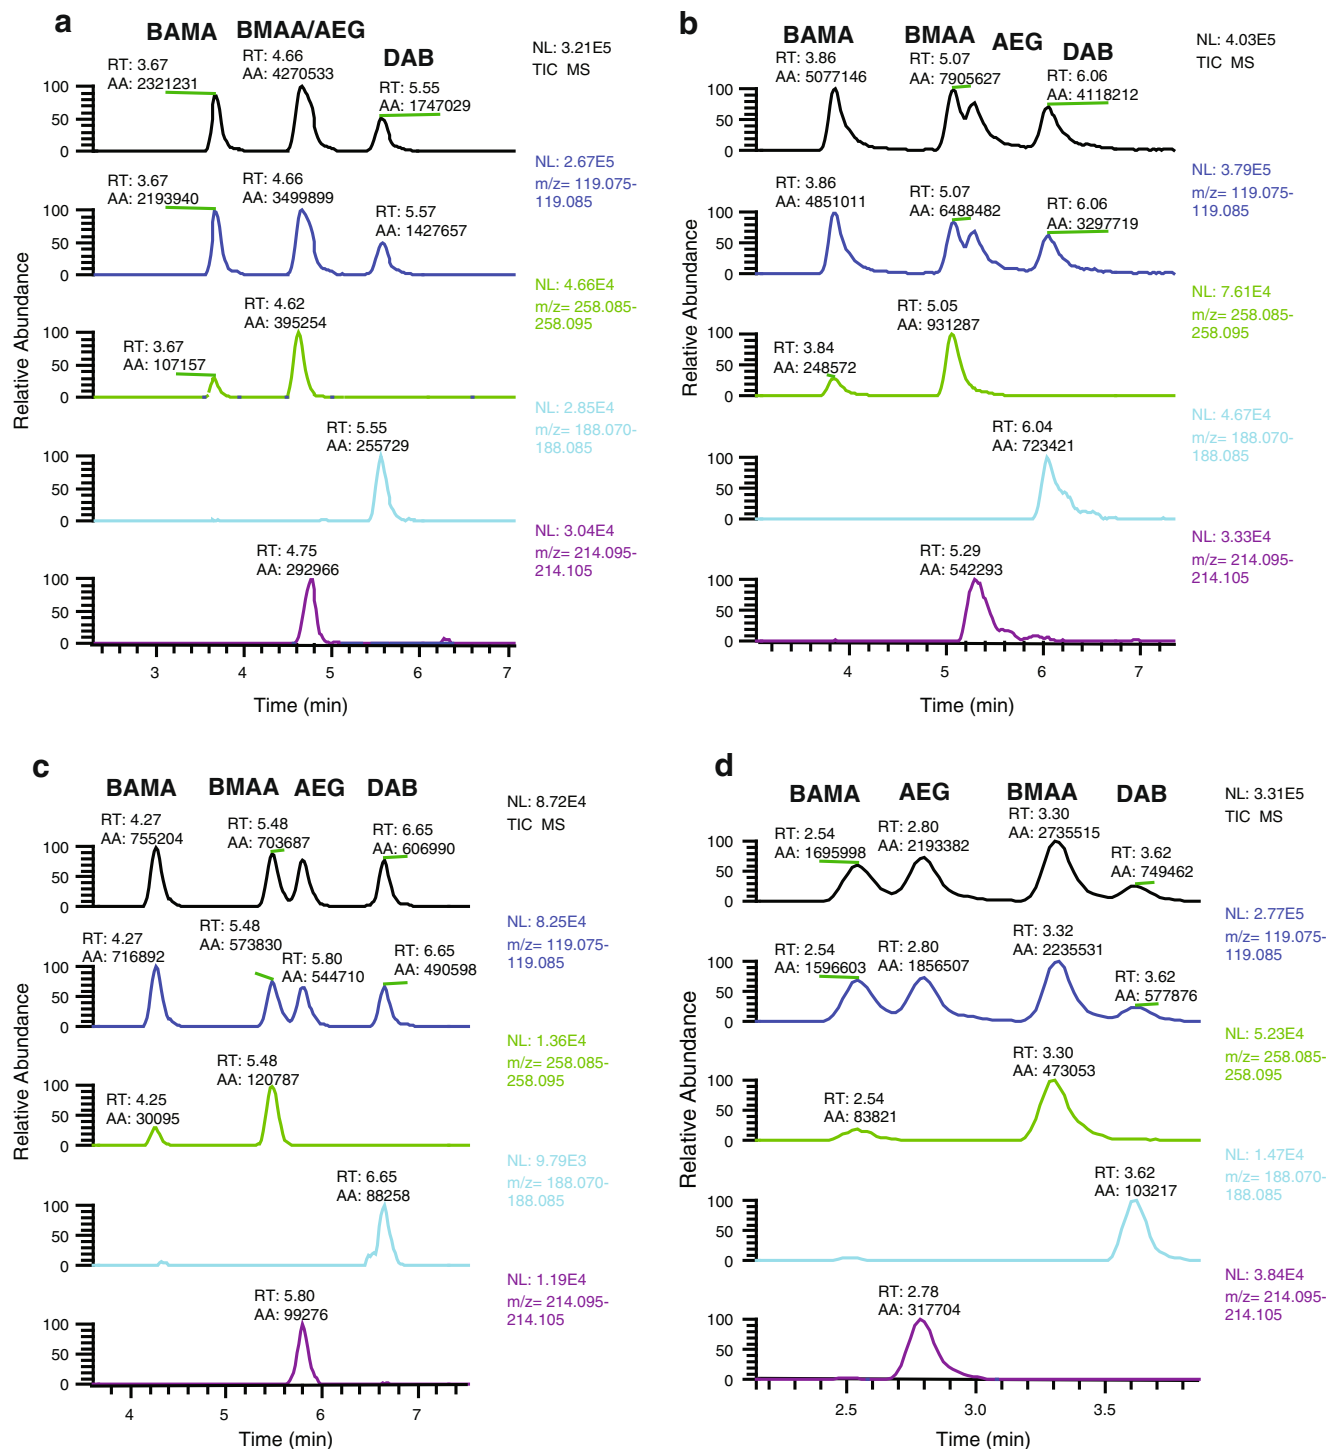 a
BAMA BMAA/AEG DAB
NL: 3.21E5
TIC MS
RT: 3.67
AA: 2321231
RT: 4.66
AA: 4270533
RT: 5.55
AA: 1747029
100
50
0
NL: 2.67E5
m/z= 119.075-
119.085
RT: 3.67
AA: 2193940
RT: 4.66
AA: 3499899
RT: 5.57
AA: 1427657
100
50
0
NL: 4.66E4
m/z= 258.085-
258.095
RT: 3.67
AA: 107157
RT: 4.62
AA: 395254
100
50
0
NL: 2.85E4
m/z= 188.070-
188.085
RT: 5.55
AA: 255729
100
50
0
NL: 3.04E4
m/z= 214.095-
214.105
RT: 4.75
AA: 292966
100
50
0
Relative Abundance
3 4 5 6 7
Time (min)
b
BAMA BMAA AEG DAB
NL: 4.03E5
TIC MS
RT: 3.86
AA: 5077146
RT: 5.07
AA: 7905627
RT: 6.06
AA: 4118212
100
50
0
NL: 3.79E5
m/z= 119.075-
119.085
RT: 3.86
AA: 4851011
RT: 5.07
AA: 6488482
RT: 6.06
AA: 3297719
100
50
0
NL: 7.61E4
m/z= 258.085-
258.095
RT: 3.84
AA: 248572
RT: 5.05
AA: 931287
100
50
0
NL: 4.67E4
m/z= 188.070-
188.085
RT: 6.04
AA: 723421
100
50
0
NL: 3.33E4
m/z= 214.095-
214.105
RT: 5.29
AA: 542293
100
50
0
Relative Abundance
4 5 6 7
Time (min)
c
BAMA BMAA AEG DAB
NL: 8.72E4
TIC MS
RT: 4.27
AA: 755204
RT: 5.48
AA: 703687
RT: 6.65
AA: 606990
100
50
0
NL: 8.25E4
m/z= 119.075-
119.085
RT: 4.27
AA: 716892
RT: 5.48
AA: 573830
RT: 5.80
AA: 544710
RT: 6.65
AA: 490598
100
50
0
NL: 1.36E4
m/z= 258.085-
258.095
RT: 4.25
AA: 30095
RT: 5.48
AA: 120787
100
50
0
NL: 9.79E3
m/z= 188.070-
188.085
RT: 6.65
AA: 88258
100
50
0
NL: 1.19E4
m/z= 214.095-
214.105
RT: 5.80
AA: 99276
100
50
0
Relative Abundance
4 5 6 7
Time (min)
d
BAMA AEG BMAA DAB
NL: 3.31E5
TIC MS
RT: 2.54
AA: 1695998
RT: 2.80
AA: 2193382
RT: 3.30
AA: 2735515
RT: 3.62
AA: 749462
100
50
0
NL: 2.77E5
m/z= 119.075-
119.085
RT: 2.54
AA: 1596603
RT: 2.80
AA: 1856507
RT: 3.32
AA: 2235531
RT: 3.62
AA: 577876
100
50
0
NL: 5.23E4
m/z= 258.085-
258.095
RT: 2.54
AA: 83821
RT: 3.30
AA: 473053
100
50
0
NL: 1.47E4
m/z= 188.070-
188.085
RT: 3.62
AA: 103217
100
50
0
NL: 3.84E4
m/z= 214.095-
214.105
RT: 2.78
AA: 317704
100
50
0
Relative Abundance
2.5 3.0 3.5
Time (min)